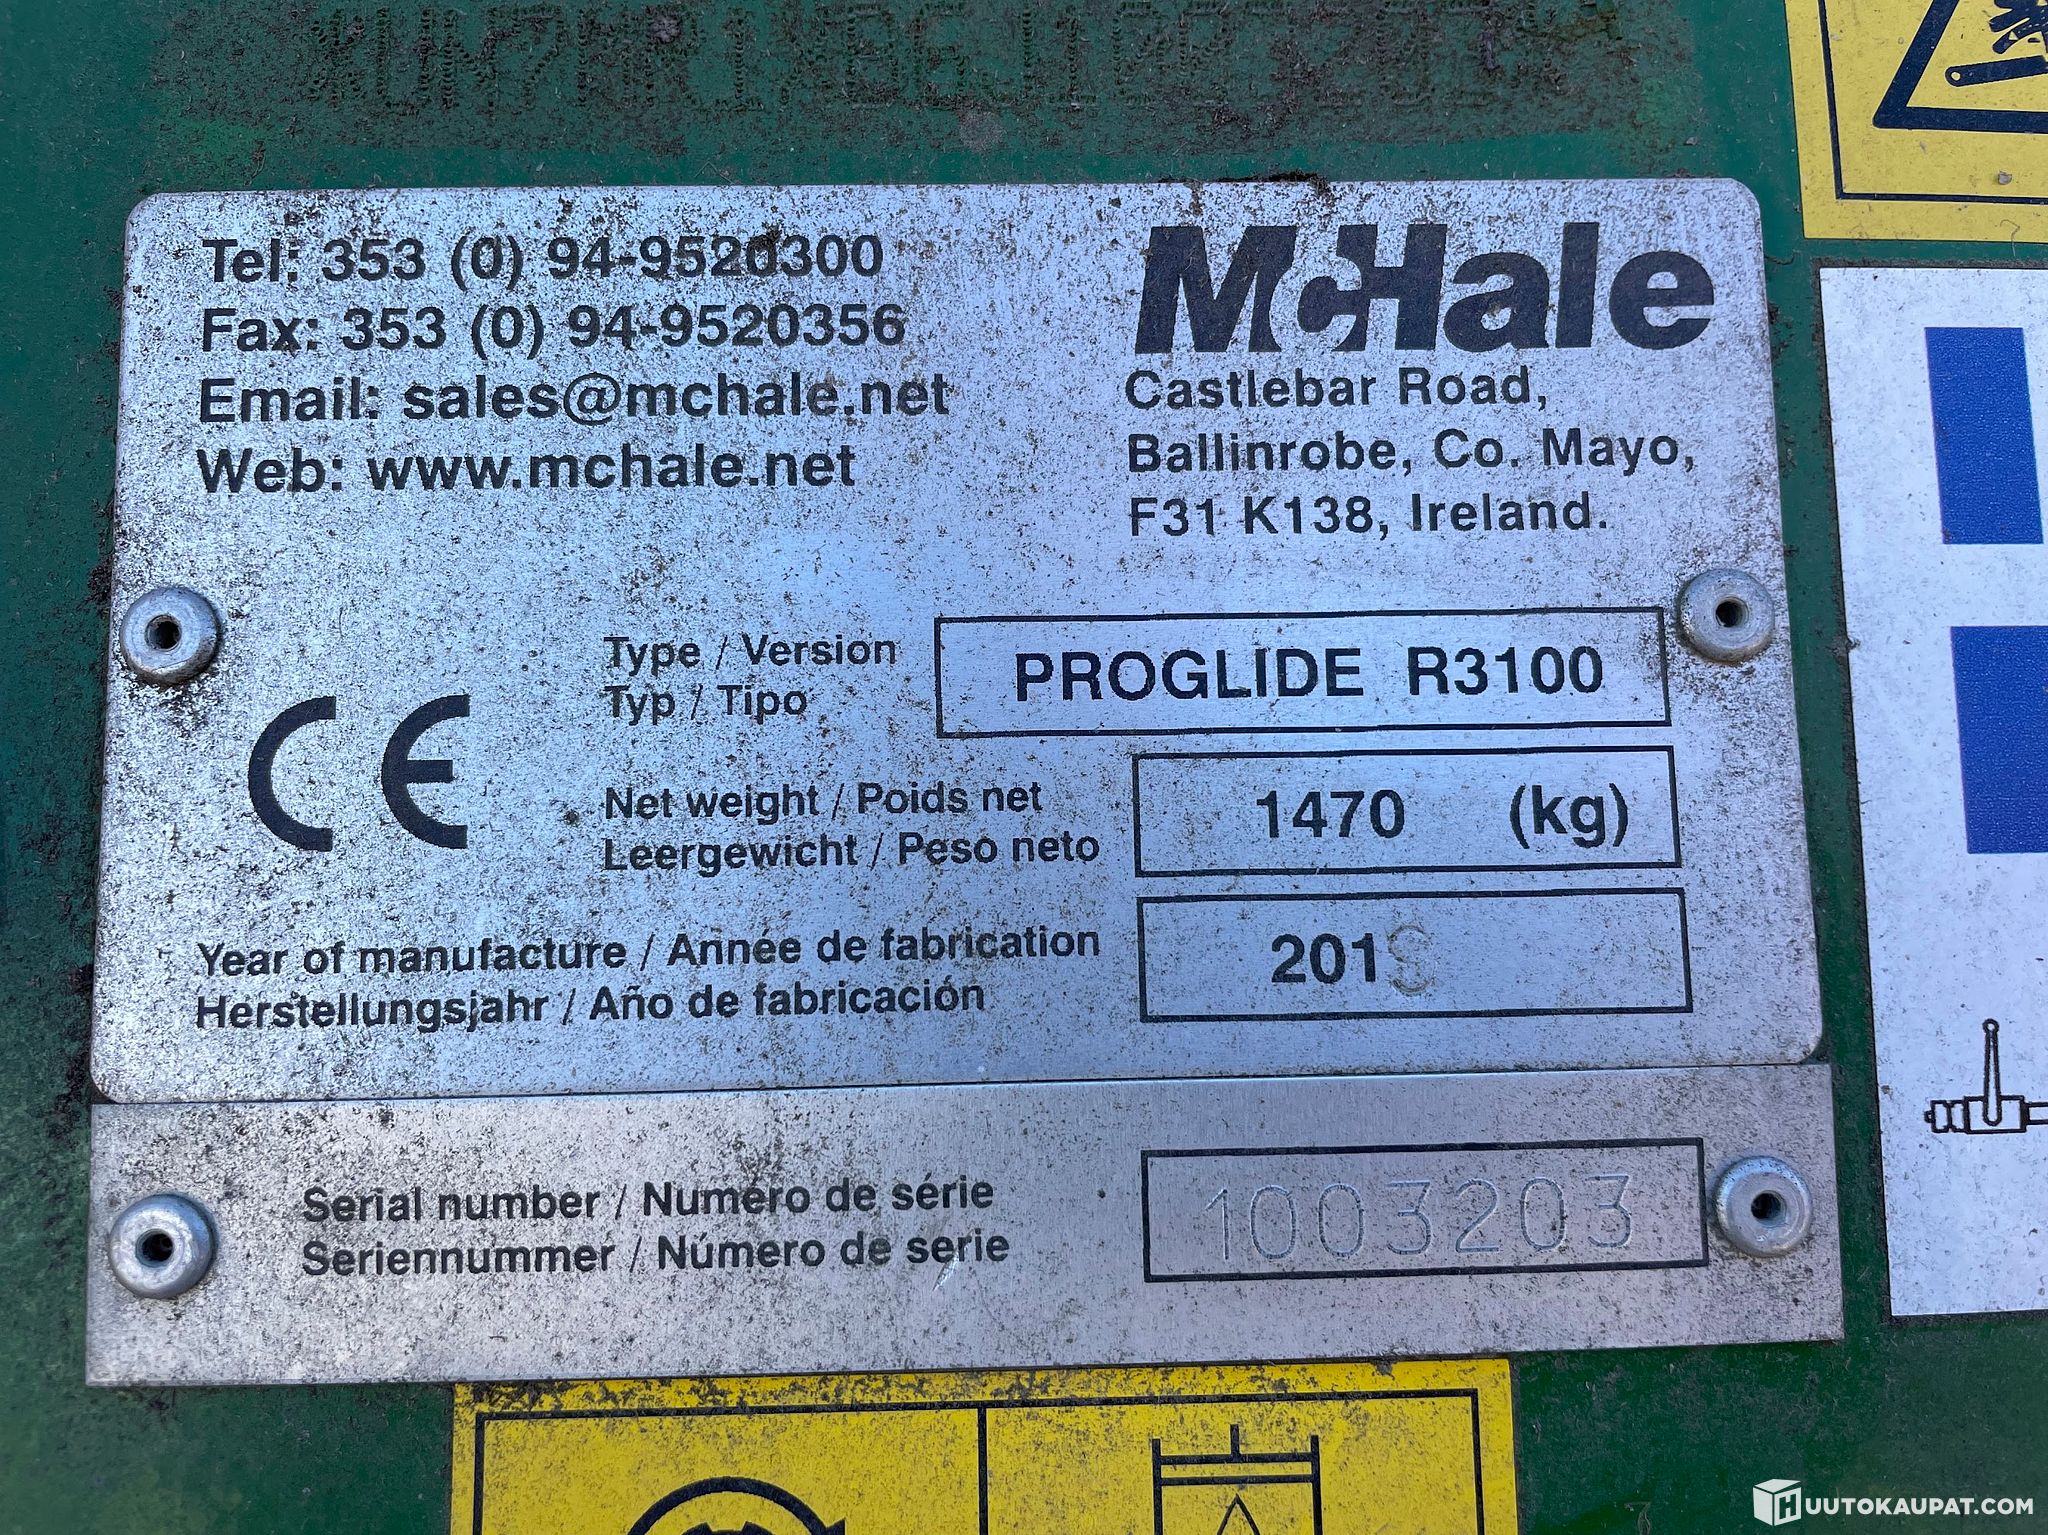 Tel: 353 (0) 94-9520300
Fax: 353 (0) 94-9520356
Email: sales@mchale.net
Web: www.mchale.net
McHale
Castlebar Road,
Ballinrobe, Co. Mayo,
F31 K138, Ireland.
Type / Version
Typ / Tipo
PROGLIDE R3100
CE
Net weight / Poids net
Leergewicht / Peso neto
1470 (kg)
Year of manufacture / Année de fabrication
Herstellungsjahr / Año de fabricación
Serial number / Numéro de série
Seriennummer / Número de serie
1003203
HUUTOKAUPAT.COM